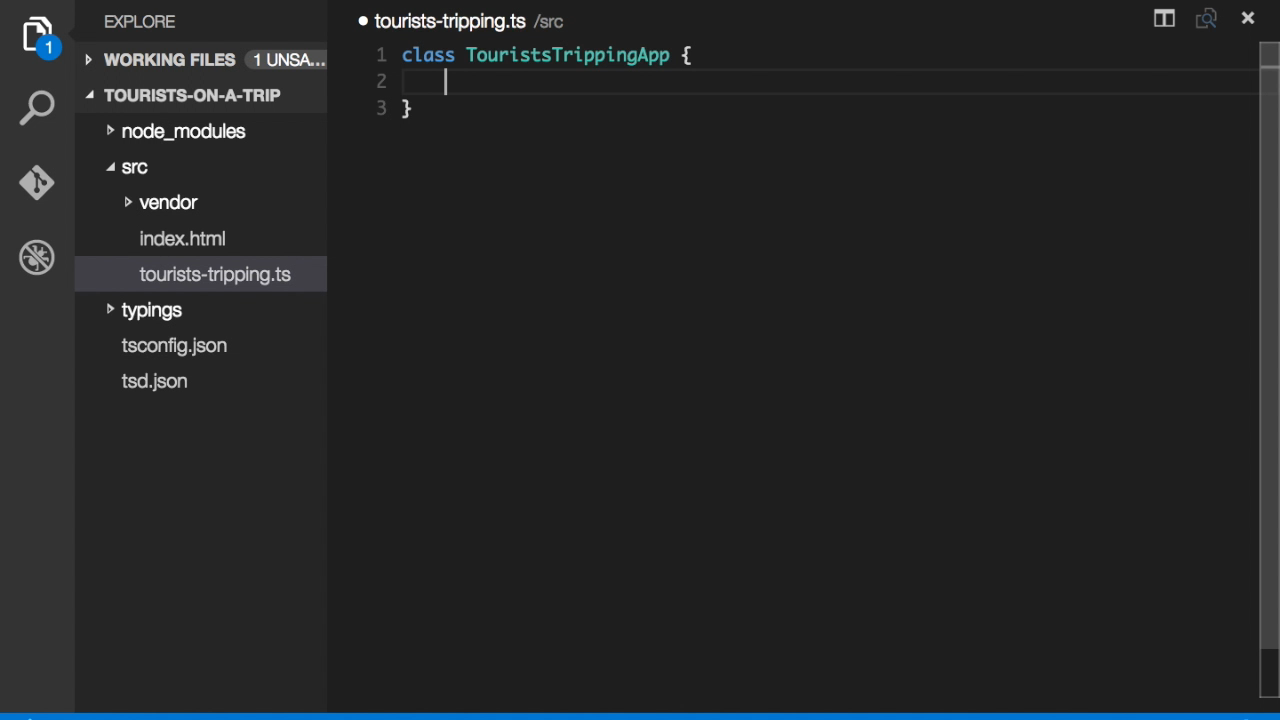 EXPLORE
1
WORKING FILES 1 UNSA...
TOURISTS-ON-A-TRIP
node_modules
src
vendor
index.html
tourists-tripping.ts
typings
tsconfig.json
tsd.json
tourists-tripping.ts /src
1 class TouristsTrippingApp {
2
3 }